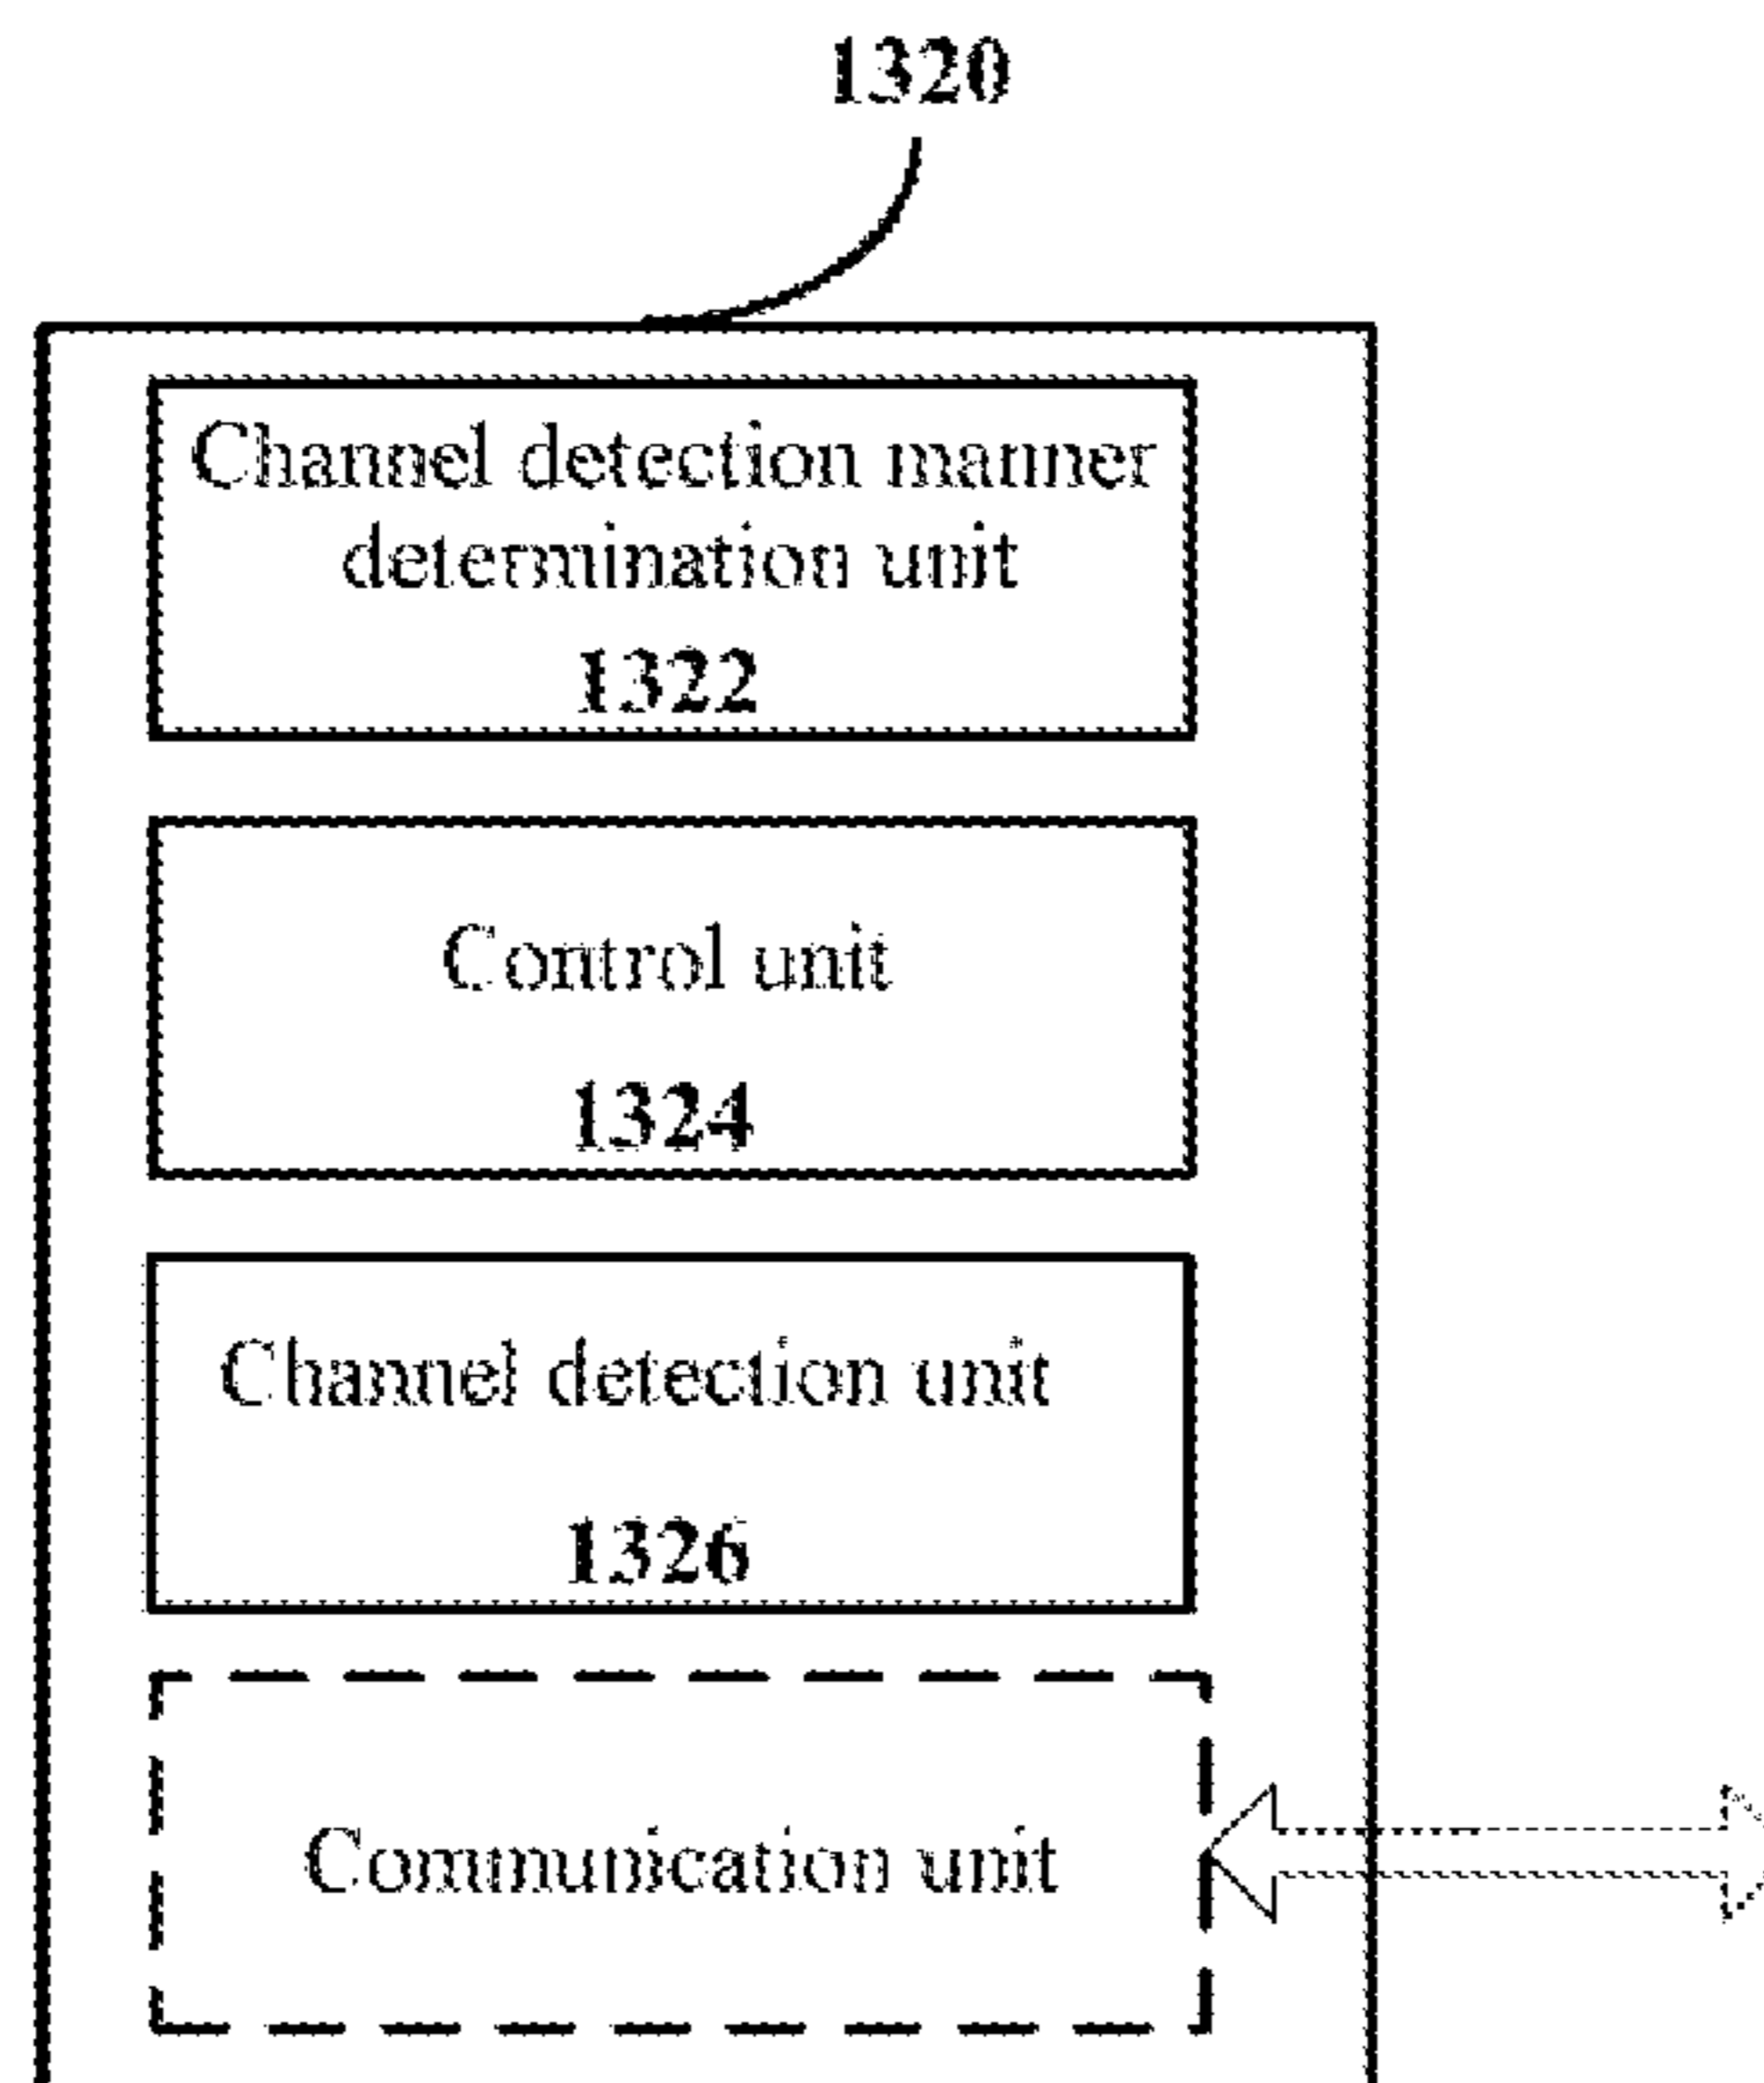 1320
Channel detection manner
determination unit
1322
Control unit
1324
Channel detection unit
1326
Communication unit